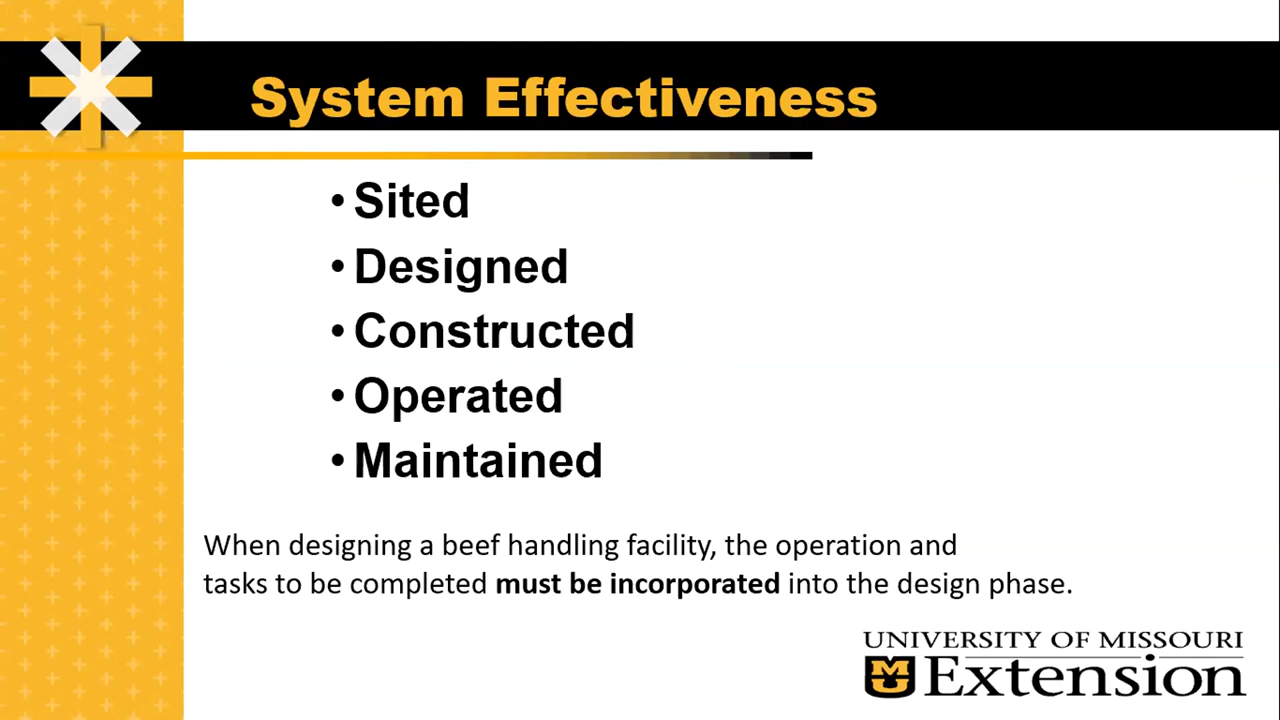 System Effectiveness
• Sited
• Designed
• Constructed
• Operated
• Maintained
When designing a beef handling facility, the operation and
tasks to be completed must be incorporated into the design phase.
UNIVERSITY OF MISSOURI
MU Extension